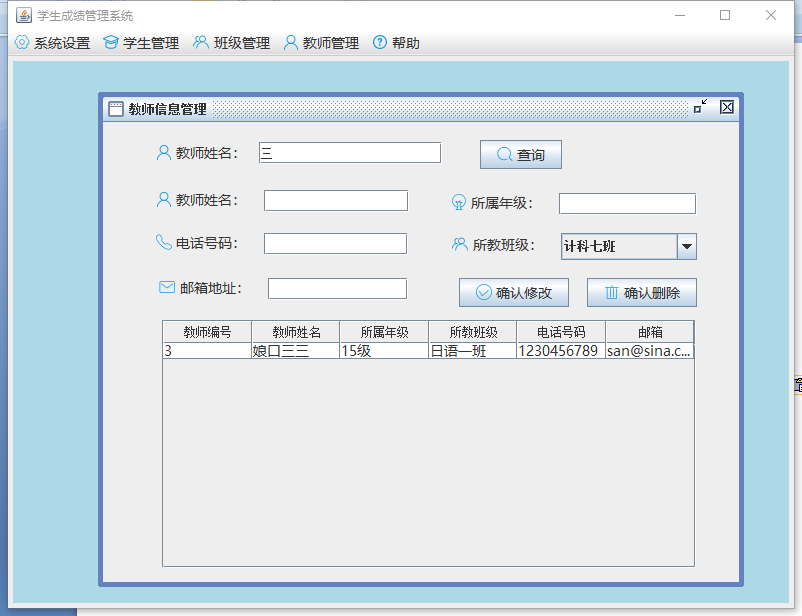 学生成绩管理系统
系统设置 学生管理 班级管理 教师管理 帮助
教师信息管理
教师姓名： 三 查询
教师姓名： 所属年级：
电话号码： 所教班级： 计科七班
邮箱地址： 确认修改 确认删除
教师编号 教师姓名 所属年级 所教班级 电话号码 邮箱
3 娘口三三 15级 日语一班 1230456789 san@sina.c...